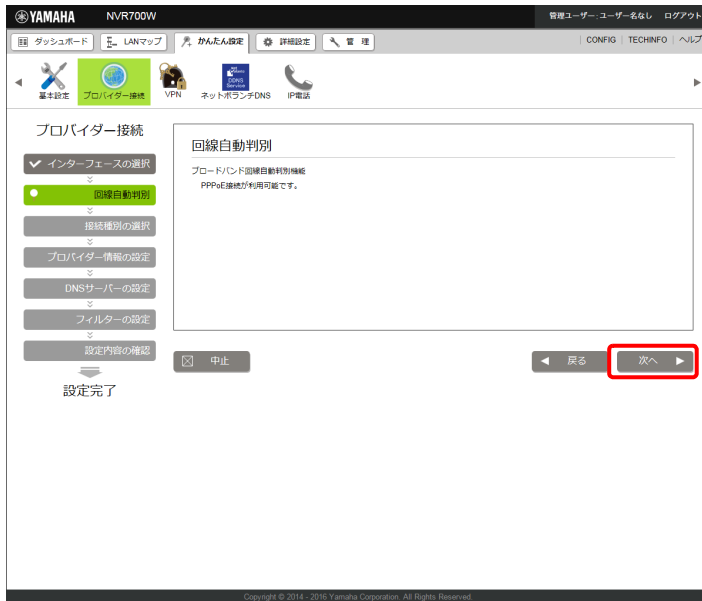 YAMAHA NVR700W 管理ユーザー:ユーザー名なし ログアウト
ダッシュボード LANマップ かんたん設定 詳細設定 管 理 CONFIG TECHINFO ヘルプ
基本設定 プロバイダー接続 VPN ネットボランチDNS IP電話
DDNS
Service
プロバイダー接続
インターフェースの選択
回線自動判別
接続種別の選択
プロバイダー情報の設定
DNSサーバーの設定
フィルターの設定
設定内容の確認
設定完了
回線自動判別
ブロードバンド回線自動判別機能
PPPoE接続が利用可能です。
中止 戻る 次へ
Copyright © 2014 - 2016 Yamaha Corporation. All Rights Reserved.